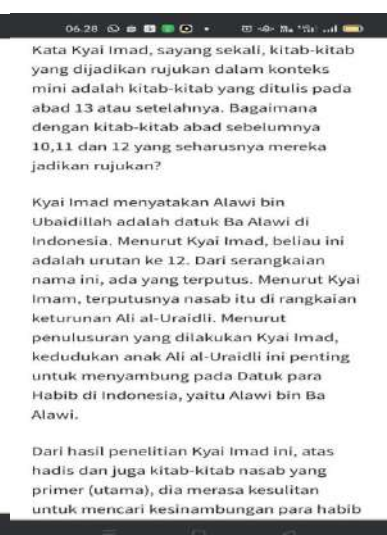 06.28
Kata Kyai Imad, sayang sekali, kitab-kitab
yang dijadikan rujukan dalam konteks
mini adalah kitab-kitab yang ditulis pada
abad 13 atau setelahnya. Bagaimana
dengan kitab-kitab abad sebelumnya
10,11 dan 12 yang seharusnya mereka
jadikan rujukan?
Kyai Imad menyatakan Alawi bin
Ubaidillah adalah datuk Ba Alawi di
Indonesia. Menurut Kyai Imad, beliau ini
adalah urutan ke 12. Dari serangkaian
nama ini, ada yang terputus. Menurut Kyai
Imam, terputusnya nasab itu di rangkaian
keturunan Ali al-Uraidli. Menurut
penulusuran yang dilakukan Kyai Imad,
kedudukan anak Ali al-Uraidli ini penting
untuk menyambung pada Datuk para
Habib di Indonesia, yaitu Alawi bin Ba
Alawi.
Dari hasil penelitian Kyai Imad ini, atas
hadis dan juga kitab-kitab nasab yang
primer (utama), dia merasa kesulitan
untuk mencari kesinambungan para habib